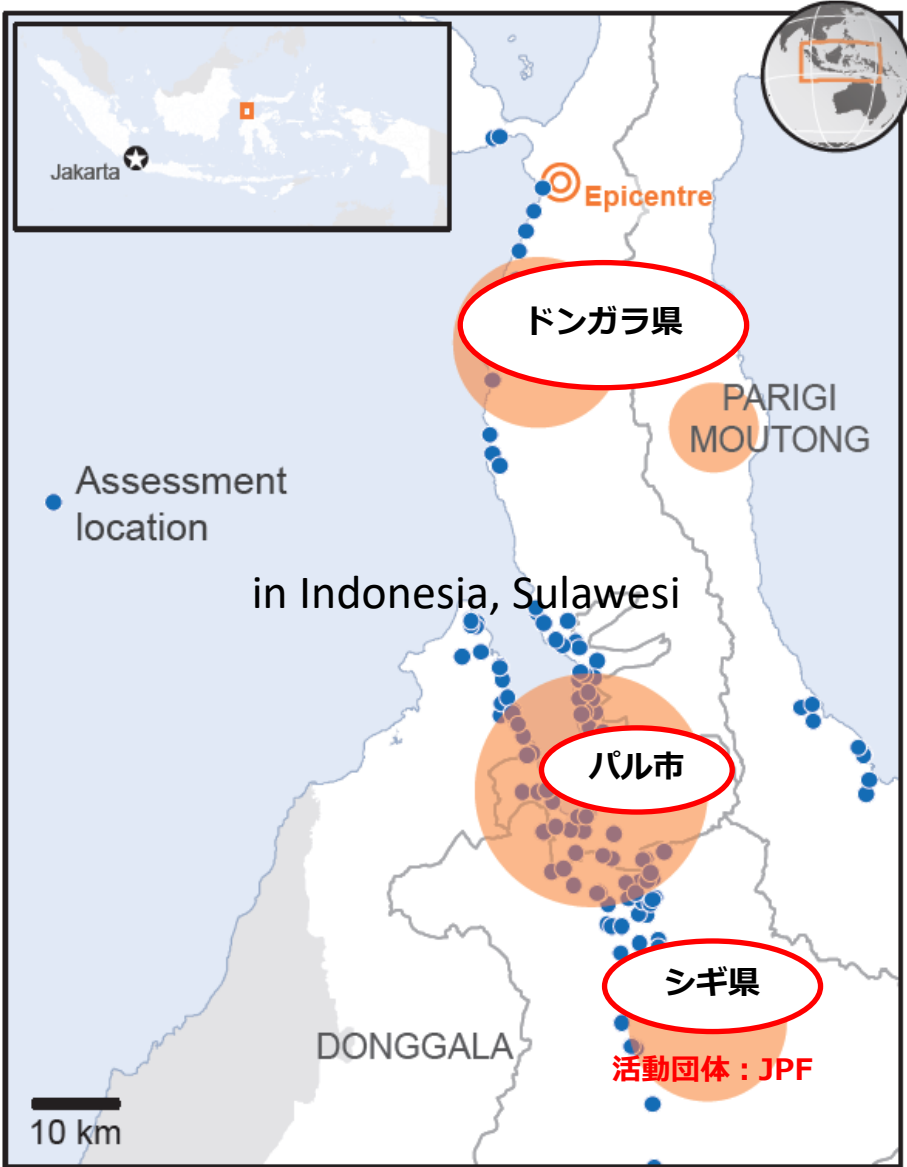 Jakarta
Epicentre
ドンガラ県
PARIGI
MOUTONG
Assessment
location
in Indonesia, Sulawesi
パル市
シギ県
DONGGALA
活動団体：JPF
10 km